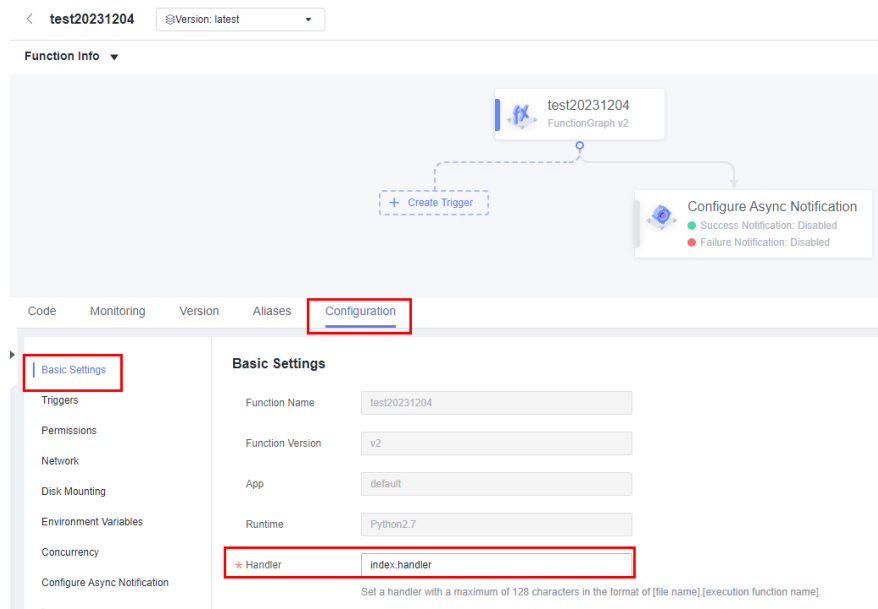 test20231204 Version: latest
Function Info
test20231204
FunctionGraph v2
+ Create Trigger
Configure Async Notification
Success Notification: Disabled
Failure Notification: Disabled
Code Monitoring Version Aliases Configuration
Basic Settings
Triggers
Permissions
Network
Disk Mounting
Environment Variables
Concurrency
Configure Async Notification
Basic Settings
Function Name test20231204
Function Version v2
App default
Runtime Python2.7
* Handler index.handler
Set a handler with a maximum of 128 characters in the format of [file name].[execution function name].